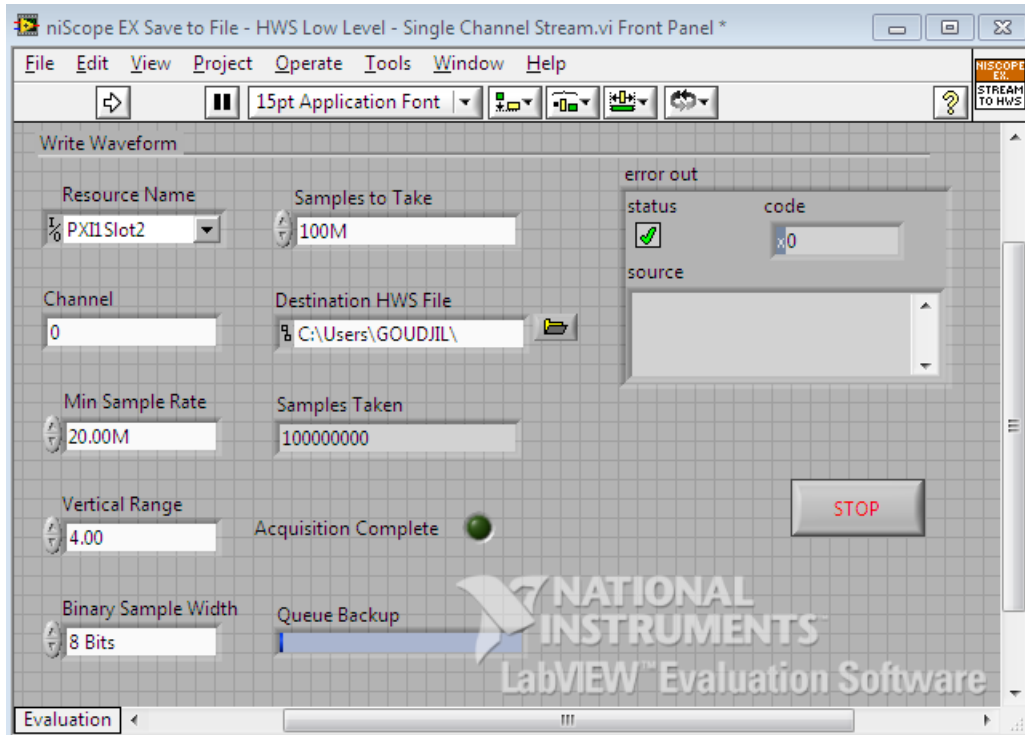 niScope EX Save to File - HWS Low Level - Single Channel Stream.vi Front Panel *
File Edit View Project Operate Tools Window Help
NISCOPE
EX.
STREAM
TO HWS
15pt Application Font
Write Waveform
Resource Name
PXI1Slot2
Samples to Take
100M
error out
status
code
0
source
Channel
0
Destination HWS File
C:\Users\GOUDJIL\
Min Sample Rate
20.00M
Samples Taken
100000000
Vertical Range
4.00
Acquisition Complete
STOP
Binary Sample Width
8 Bits
Queue Backup
NATIONAL
INSTRUMENTS
LabVIEW™ Evaluation Software
Evaluation